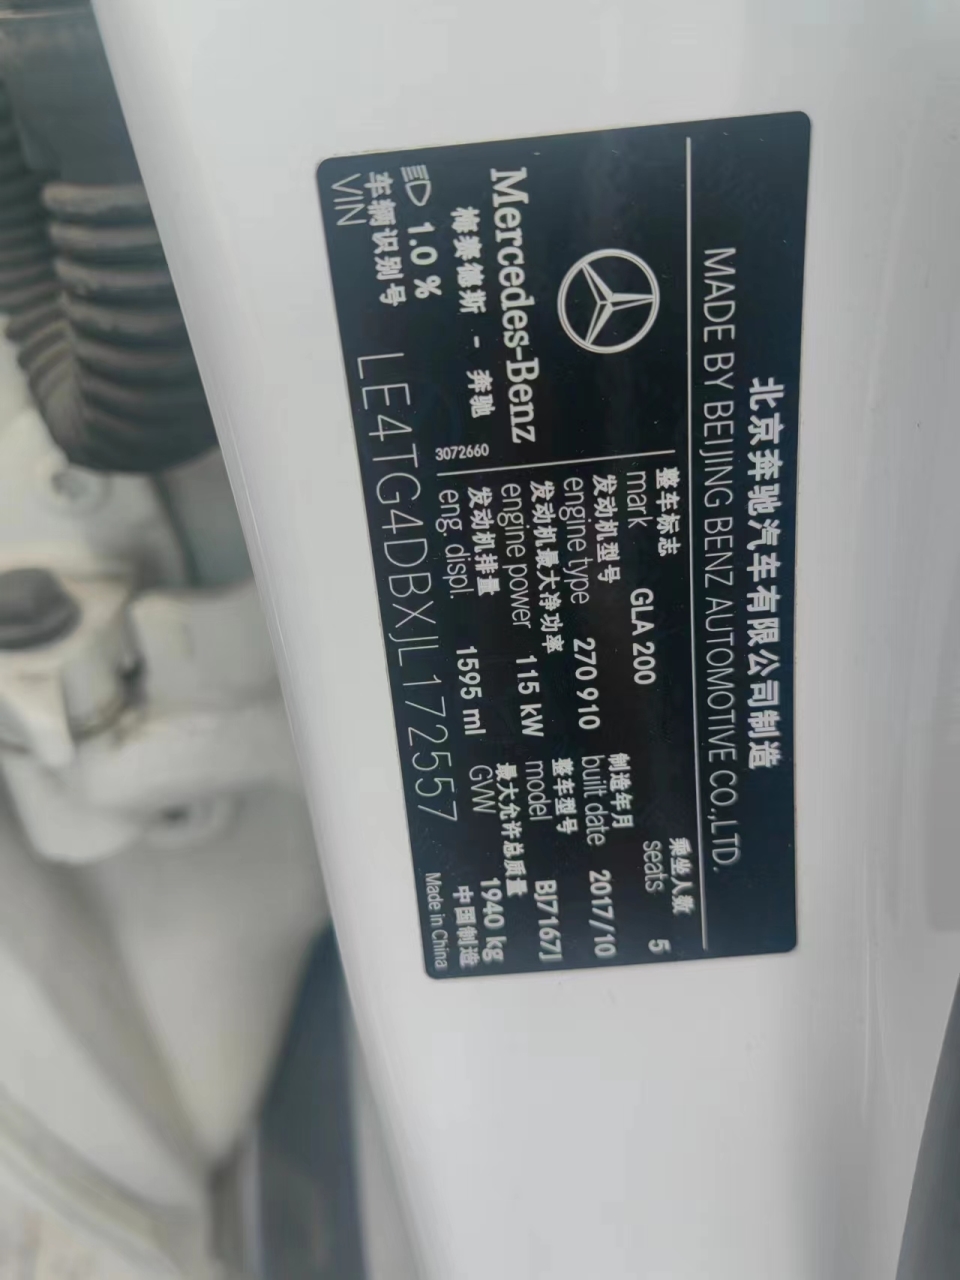 北京奔驰汽车有限公司制造
MADE BY BEIJING BENZ AUTOMOTIVE CO.,LTD.
Mercedes-Benz
梅赛德斯 - 奔驰
1.0 %
3072660
乘坐人数
seats 5
整车标志
mark GLA 200
制造年月
built date 2017/10
发动机型号
engine type 270 910
整车型号
model BJ7167J
发动机最大净功率
engine power 115 kW
最大允许总质量
GVW 1940 kg
发动机排量
eng. displ. 1595 ml
中国制造
Made in China
车辆识别号
VIN LE4TG4DBXJL172557